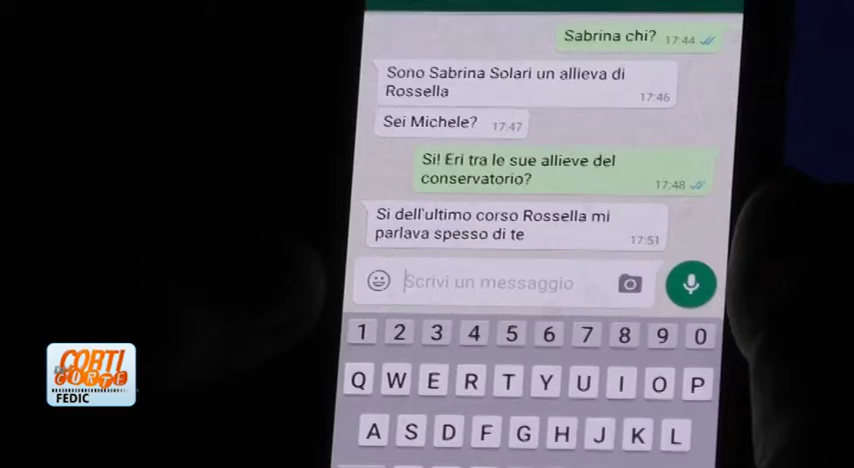 Sabrina chi? 17:44
Sono Sabrina Solari un allieva di
Rossella
17:46
Sei Michele? 17:47
Si! Eri tra le sue allieve del
conservatorio?
17:48
Si dell'ultimo corso Rossella mi
parlava spesso di te
17:51
Scrivi un messaggio
1 2 3 4 5 6 7 8 9 0
Q W E R T Y U I O P
A S D F G H J K L
CORTI
CORTE
FEDIC